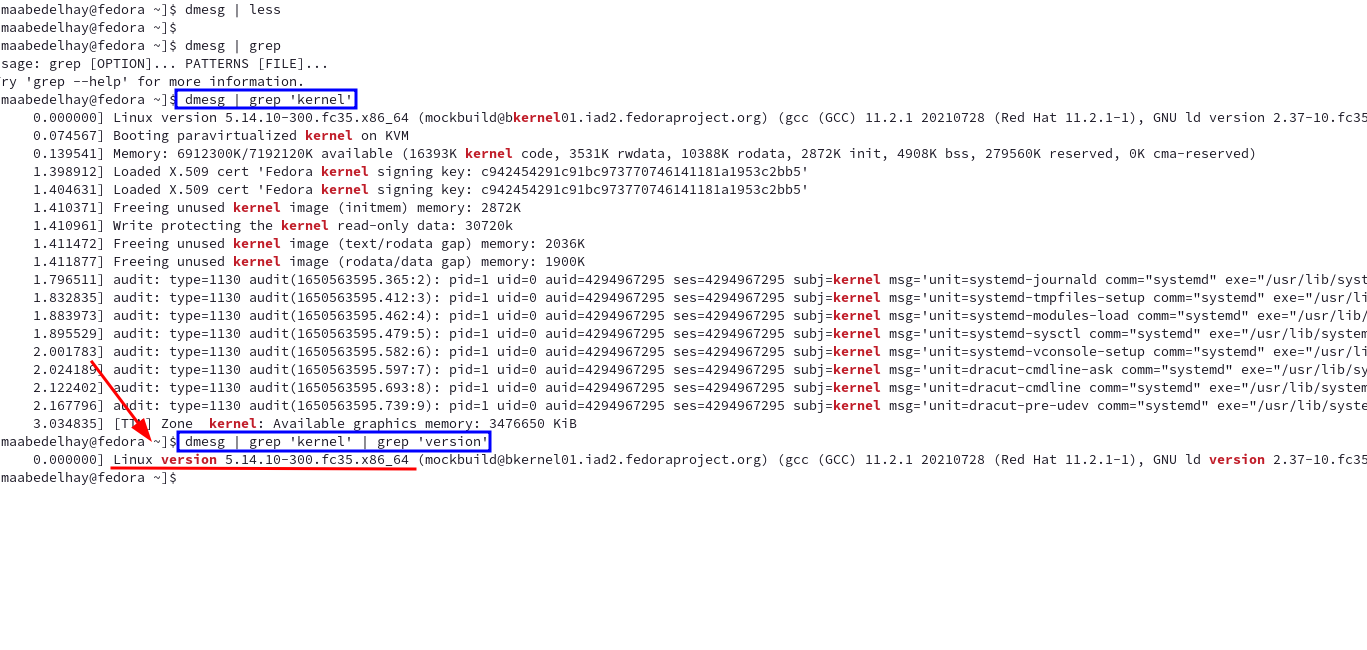 maabedelhay@fedora ~]$ dmesg | less
maabedelhay@fedora ~]$
maabedelhay@fedora ~]$ dmesg | grep
sage: grep [OPTION]... PATTERNS [FILE]...
ry 'grep --help' for more information.
maabedelhay@fedora ~]$ dmesg | grep 'kernel'
0.000000] Linux version 5.14.10-300.fc35.x86_64 (mockbuild@bkernel01.iad2.fedoraproject.org) (gcc (GCC) 11.2.1 20210728 (Red Hat 11.2.1-1), GNU ld version 2.37-10.fc35
0.074567] Booting paravirtualized kernel on KVM
0.139541] Memory: 6912300K/7192120K available (16393K kernel code, 3531K rwdata, 10388K rodata, 2872K init, 4908K bss, 279560K reserved, 0K cma-reserved)
1.398912] Loaded X.509 cert 'Fedora kernel signing key: c942454291c91bc973770746141181a1953c2bb5'
1.404631] Loaded X.509 cert 'Fedora kernel signing key: c942454291c91bc973770746141181a1953c2bb5'
1.410371] Freeing unused kernel image (initmem) memory: 2872K
1.410961] Write protecting the kernel read-only data: 30720k
1.411472] Freeing unused kernel image (text/rodata gap) memory: 2036K
1.411877] Freeing unused kernel image (rodata/data gap) memory: 1900K
1.796511] audit: type=1130 audit(1650563595.365:2): pid=1 uid=0 auid=4294967295 ses=4294967295 subj=kernel msg='unit=systemd-journald comm="systemd" exe="/usr/lib/syst
1.832835] audit: type=1130 audit(1650563595.412:3): pid=1 uid=0 auid=4294967295 ses=4294967295 subj=kernel msg='unit=systemd-tmpfiles-setup comm="systemd" exe="/usr/li
1.883973] audit: type=1130 audit(1650563595.462:4): pid=1 uid=0 auid=4294967295 ses=4294967295 subj=kernel msg='unit=systemd-modules-load comm="systemd" exe="/usr/lib/
1.895529] audit: type=1130 audit(1650563595.479:5): pid=1 uid=0 auid=4294967295 ses=4294967295 subj=kernel msg='unit=systemd-sysctl comm="systemd" exe="/usr/lib/system
2.001783] audit: type=1130 audit(1650563595.582:6): pid=1 uid=0 auid=4294967295 ses=4294967295 subj=kernel msg='unit=systemd-vconsole-setup comm="systemd" exe="/usr/li
2.024189] audit: type=1130 audit(1650563595.597:7): pid=1 uid=0 auid=4294967295 ses=4294967295 subj=kernel msg='unit=dracut-cmdline-ask comm="systemd" exe="/usr/lib/sy
2.122402] audit: type=1130 audit(1650563595.693:8): pid=1 uid=0 auid=4294967295 ses=4294967295 subj=kernel msg='unit=dracut-cmdline comm="systemd" exe="/usr/lib/system
2.167796] audit: type=1130 audit(1650563595.739:9): pid=1 uid=0 auid=4294967295 ses=4294967295 subj=kernel msg='unit=dracut-pre-udev comm="systemd" exe="/usr/lib/syste
3.034835] [TTM] Zone  kernel: Available graphics memory: 3476650 KiB
maabedelhay@fedora ~]$ dmesg | grep 'kernel' | grep 'version'
0.000000] Linux version 5.14.10-300.fc35.x86_64 (mockbuild@bkernel01.iad2.fedoraproject.org) (gcc (GCC) 11.2.1 20210728 (Red Hat 11.2.1-1), GNU ld version 2.37-10.fc35
maabedelhay@fedora ~]$